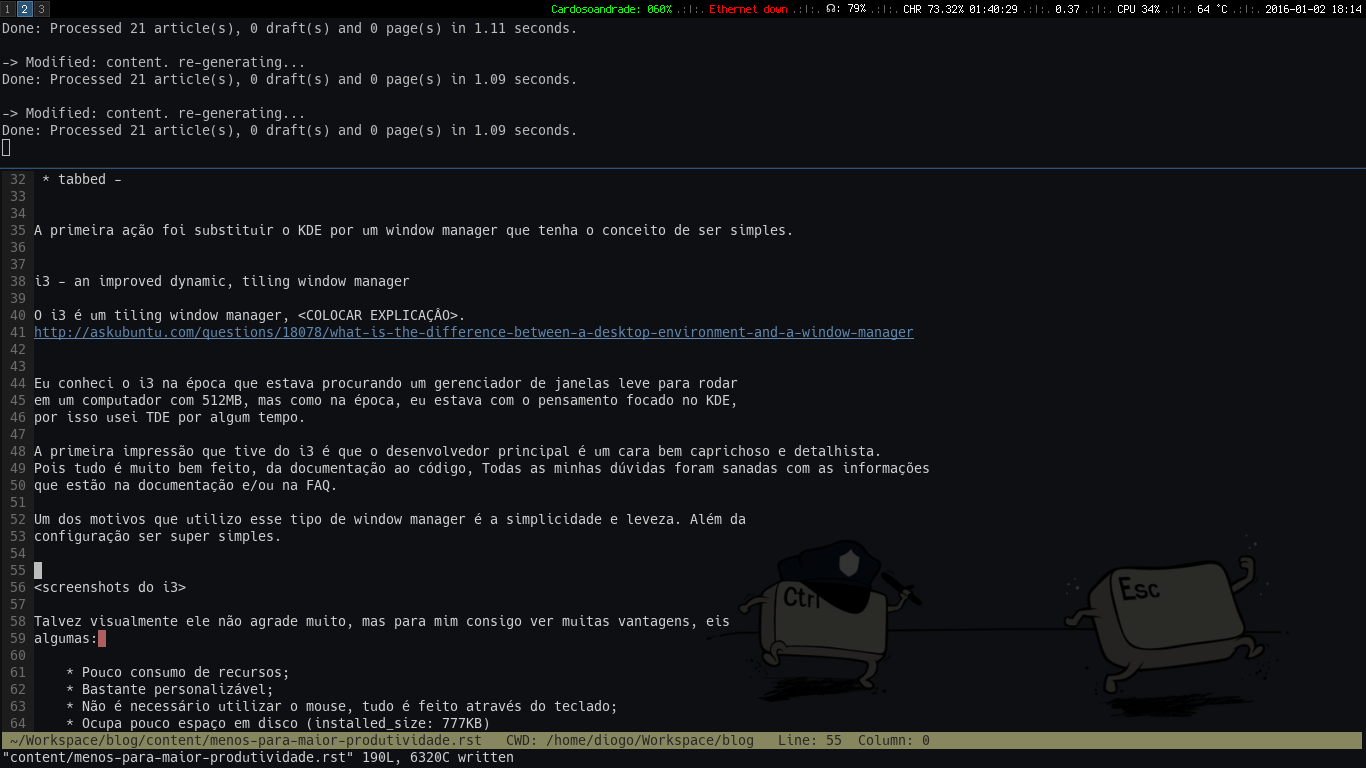 1 2 3 Cardosoandrade: 060% .:|:. Ethernet down .:|:. ☊: 79% .:|:. CHR 73.32% 01:40:29 .:|:. 0.37 .:|:. CPU 34% .:|:. 64 °C .:|:. 2016-01-02 18:14
Done: Processed 21 article(s), 0 draft(s) and 0 page(s) in 1.11 seconds.
-> Modified: content. re-generating...
Done: Processed 21 article(s), 0 draft(s) and 0 page(s) in 1.09 seconds.
-> Modified: content. re-generating...
Done: Processed 21 article(s), 0 draft(s) and 0 page(s) in 1.09 seconds.
32 * tabbed -
33
34
35 A primeira ação foi substituir o KDE por um window manager que tenha o conceito de ser simples.
36
37
38 i3 - an improved dynamic, tiling window manager
39
40 O i3 é um tiling window manager, <COLOCAR EXPLICAÇÃO>.
41 http://askubuntu.com/questions/18078/what-is-the-difference-between-a-desktop-environment-and-a-window-manager
42
43
44 Eu conheci o i3 na época que estava procurando um gerenciador de janelas leve para rodar
45 em um computador com 512MB, mas como na época, eu estava com o pensamento focado no KDE,
46 por isso usei TDE por algum tempo.
47
48 A primeira impressão que tive do i3 é que o desenvolvedor principal é um cara bem caprichoso e detalhista.
49 Pois tudo é muito bem feito, da documentação ao código, Todas as minhas dúvidas foram sanadas com as informações
50 que estão na documentação e/ou na FAQ.
51
52 Um dos motivos que utilizo esse tipo de window manager é a simplicidade e leveza. Além da
53 configuração ser super simples.
54
55
56 <screenshots do i3>
57
58 Talvez visualmente ele não agrade muito, mas para mim consigo ver muitas vantagens, eis
59 algumas:
60
61 * Pouco consumo de recursos;
62 * Bastante personalizável;
63 * Não é necessário utilizar o mouse, tudo é feito através do teclado;
64 * Ocupa pouco espaço em disco (installed_size: 777KB)
Ctrl
Esc
~/Workspace/blog/content/menos-para-maior-produtividade.rst CWD: /home/diogo/Workspace/blog Line: 55 Column: 0
"content/menos-para-maior-produtividade.rst" 190L, 6320C written